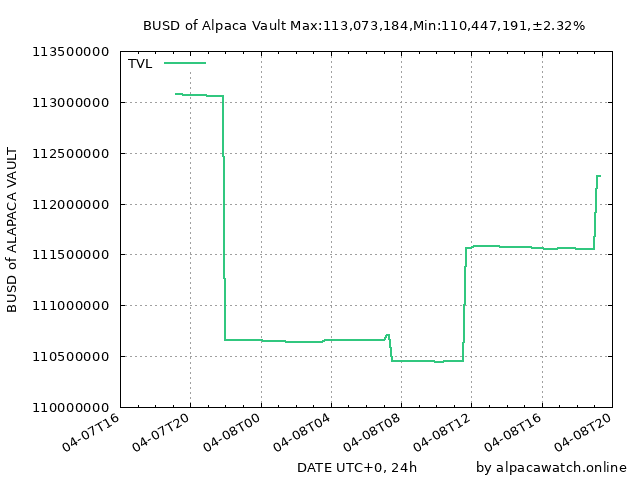 BUSD of Alpaca Vault Max:113,073,184,Min:110,447,191,±2.32%
TVL
113500000
113000000
112500000
112000000
111500000
111000000
110500000
110000000
BUSD of ALAPACA VAULT
04-07T16
04-07T20
04-08T00
04-08T04
04-08T08
04-08T12
04-08T16
04-08T20
DATE UTC+0, 24h
by alpacawatch.online